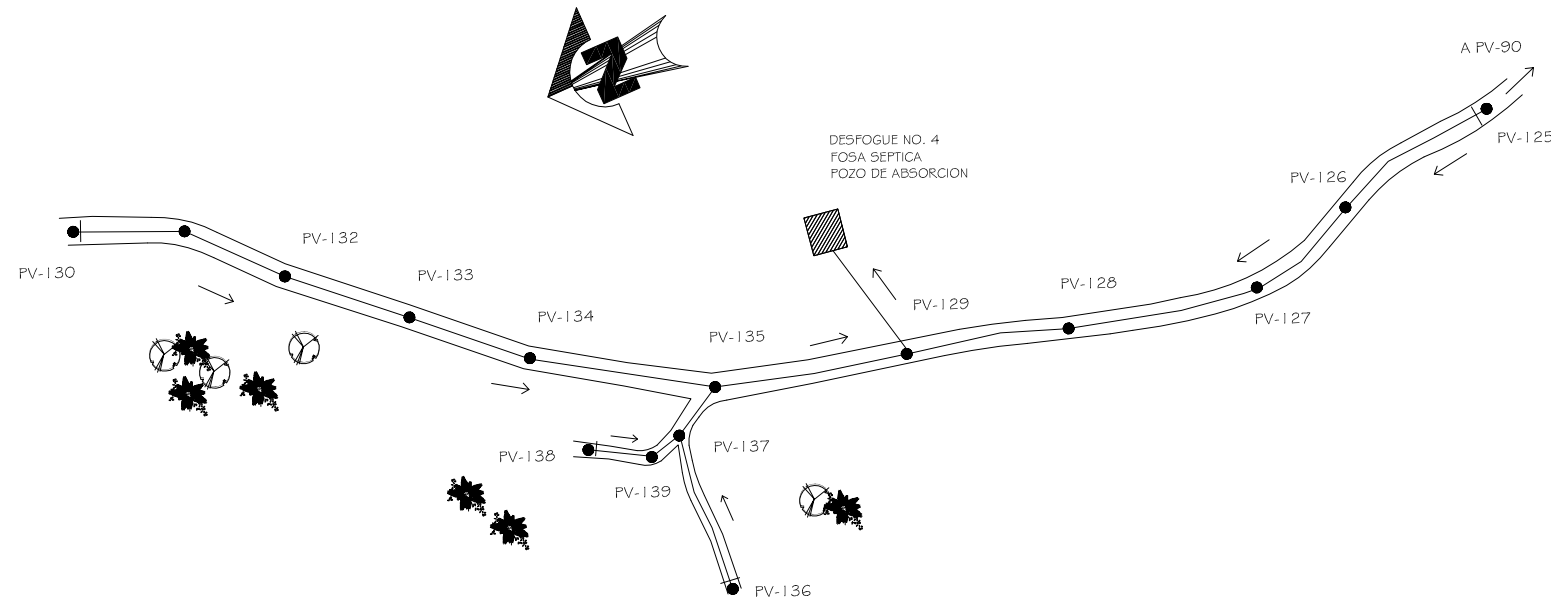 A PV-90
PV-125
DESFOGUE NO. 4
FOSA SEPTICA
POZO DE ABSORCION
PV-126
PV-132
PV-130
PV-133
PV-128
PV-129
PV-134
PV-127
PV-135
PV-137
PV-138
PV-139
PV-136
N